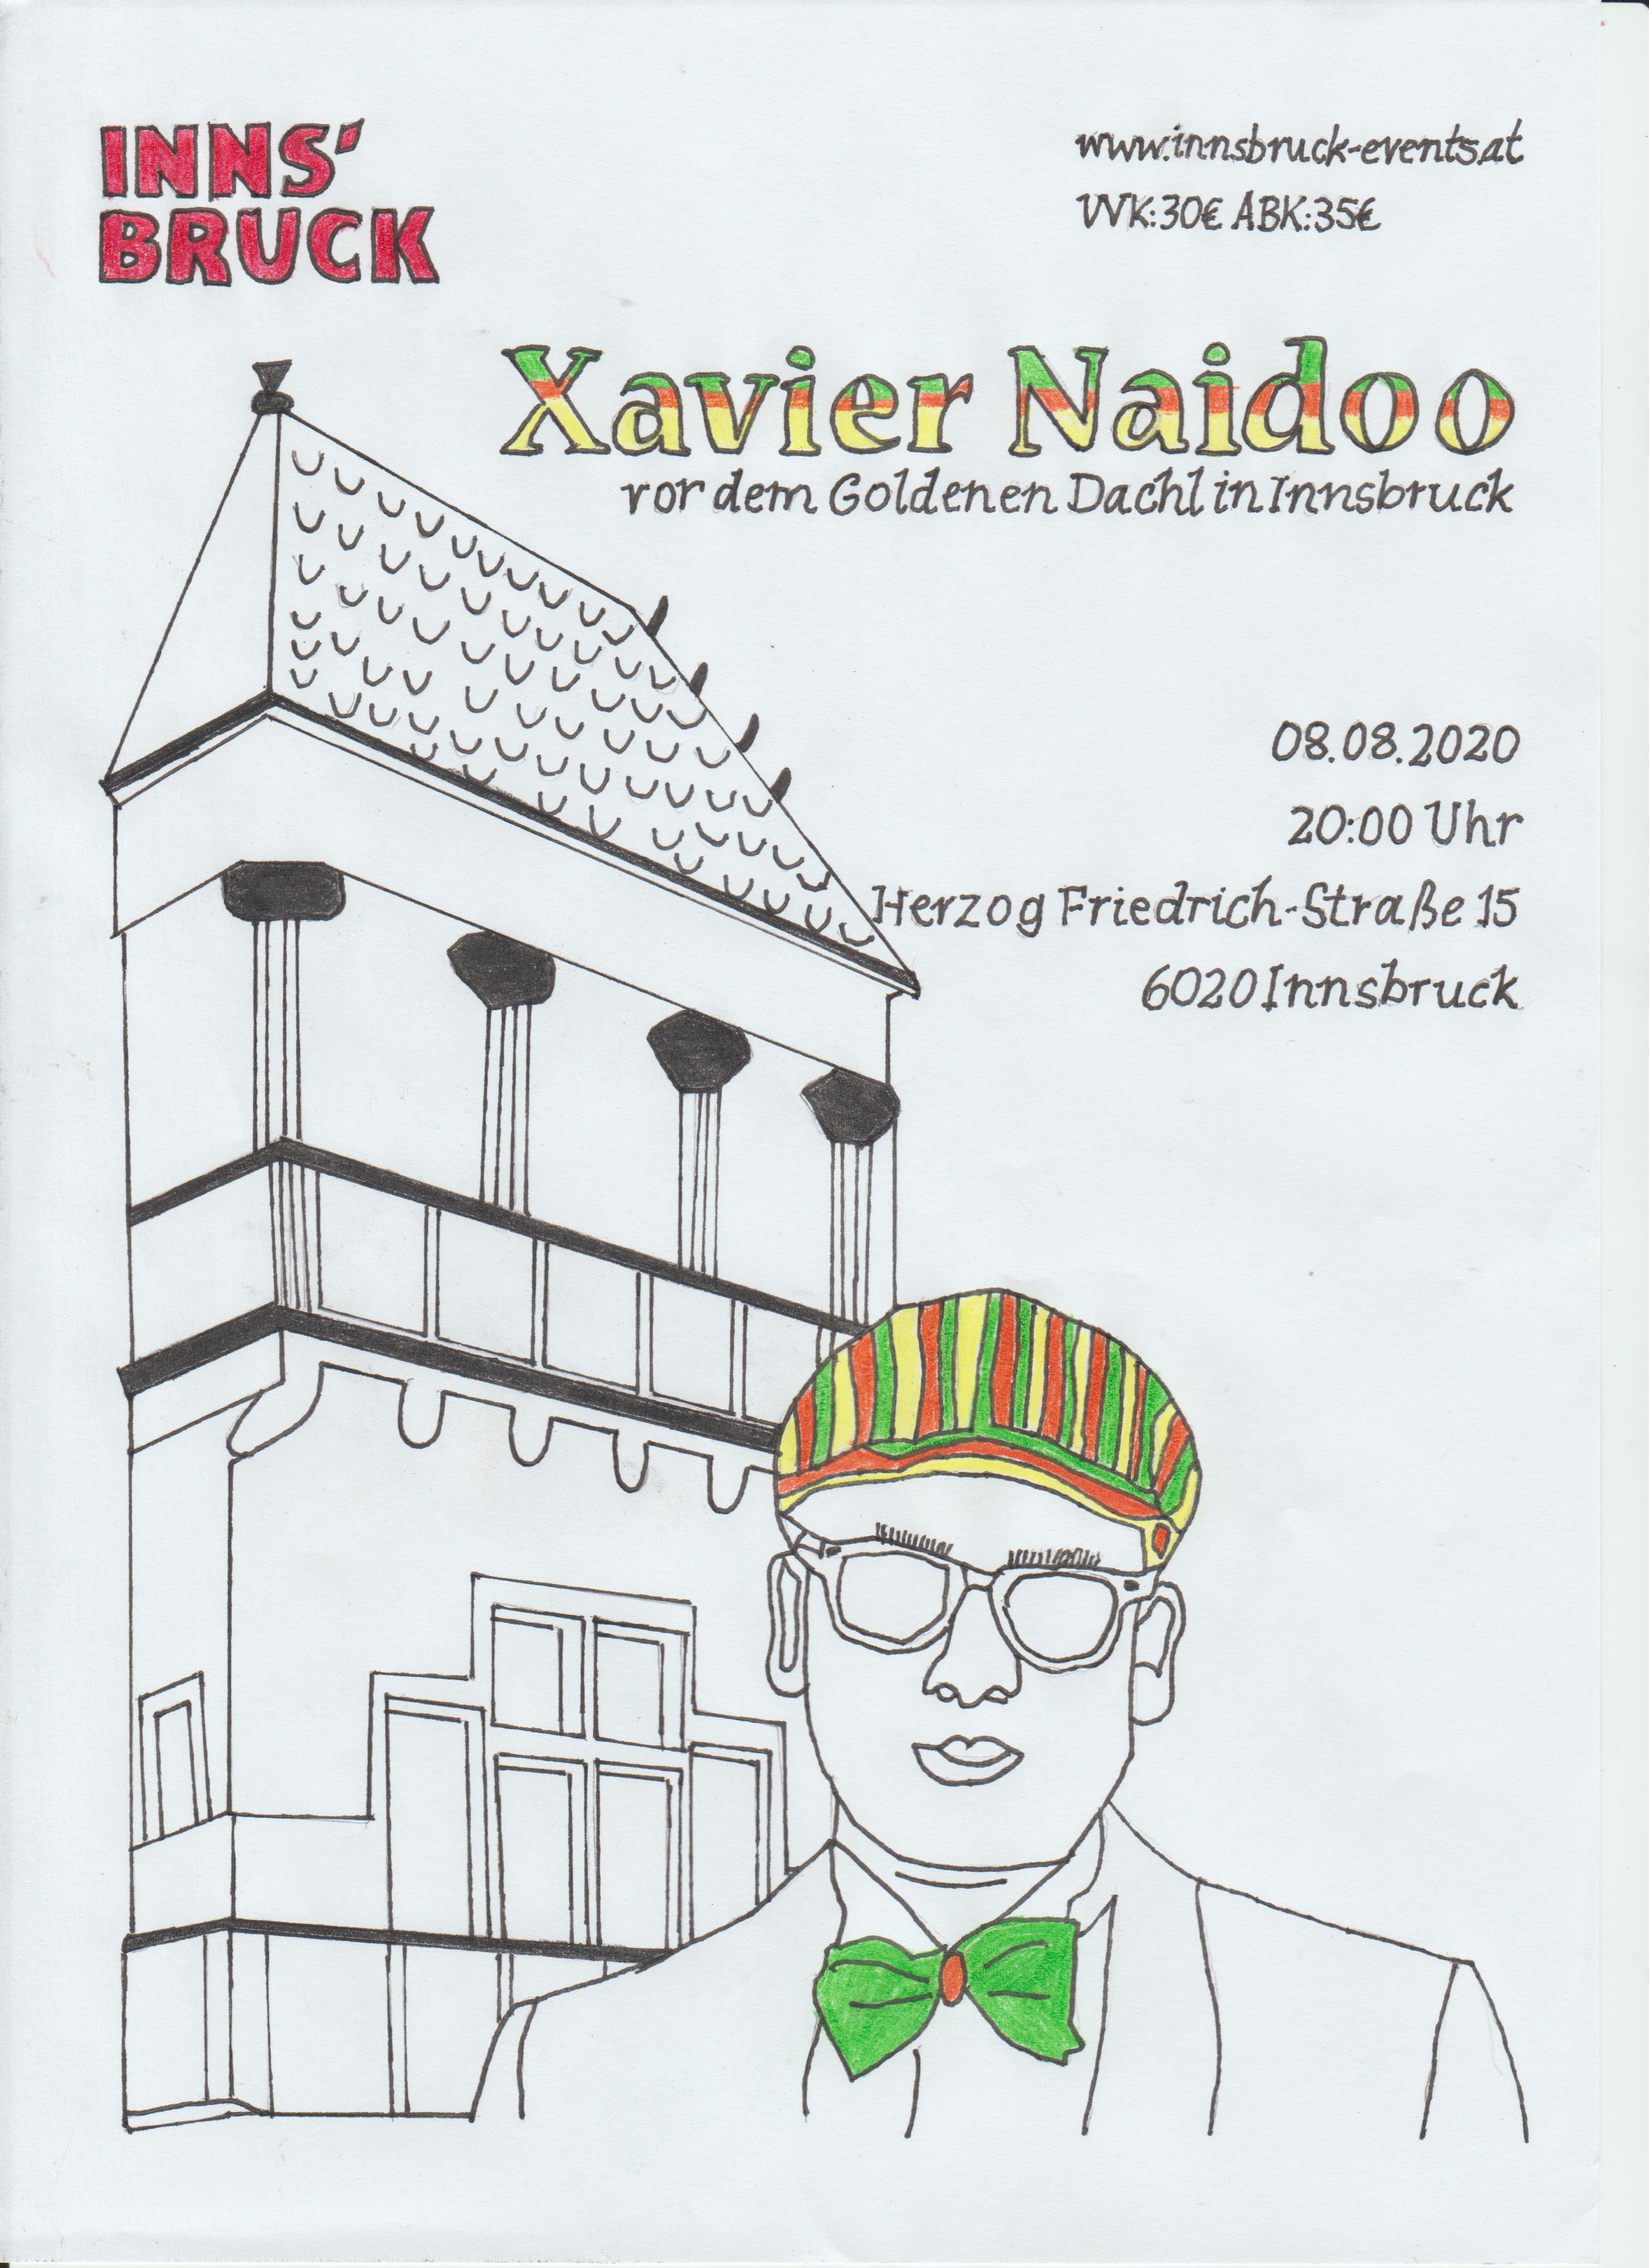 INNS'
BRUCK
www.innsbruck-events.at
VVK:30€ ABK:35€
Xavier Naidoo
vor dem Goldenen Dachl in Innsbruck
08.08.2020
20:00 Uhr
Herzog Friedrich-Straße 15
6020 Innsbruck